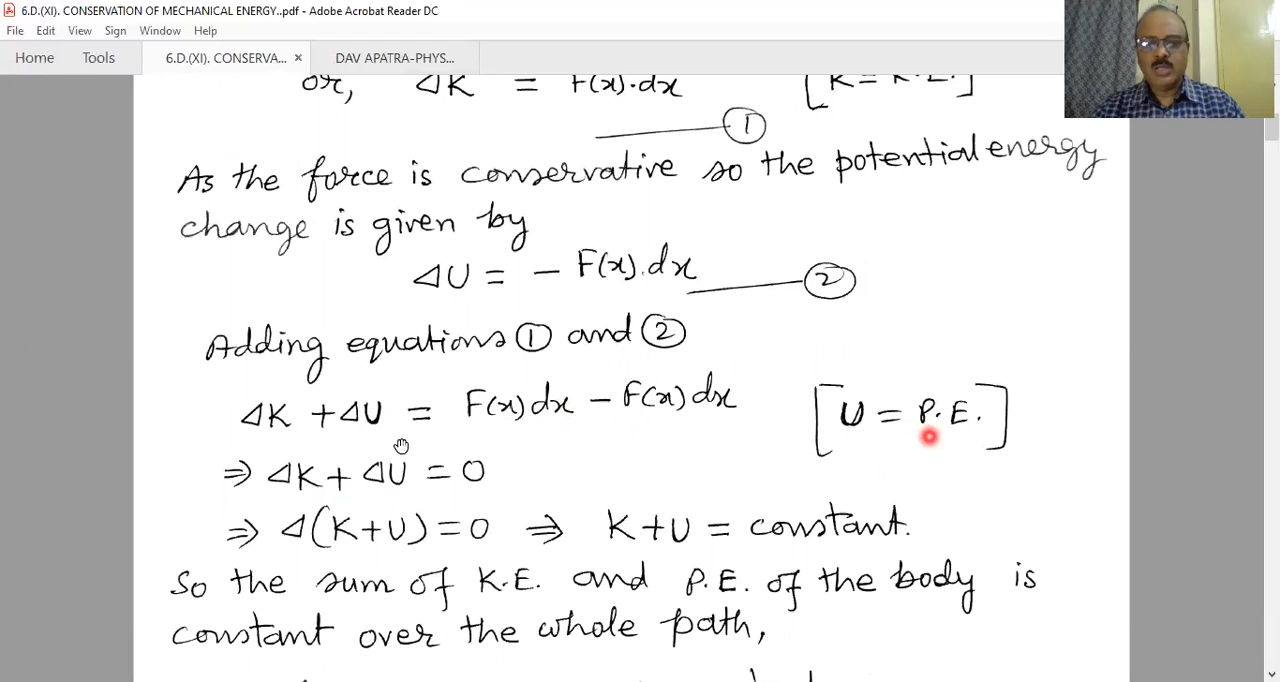 6.D.(XI). CONSERVATION OF MECHANICAL ENERGY..pdf - Adobe Acrobat Reader DC
File Edit View Sign Window Help
Home Tools 6.D.(XI). CONSERVA... × DAV APATRA-PHYS...
or, ΔK = F(x).dx [K = K.E.]
①
As the force is conservative so the potential energy
change is given by
ΔU = - F(x).dx
②
Adding equations ① and ②
ΔK + ΔU = F(x)dx - F(x)dx [U = P.E.]
⇒ ΔK + ΔU = 0
⇒ Δ(K+U) = 0 ⇒ K+U = constant.
So the sum of K.E. and P.E. of the body is
constant over the whole path,